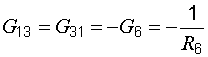 G₁₃ = G₃₁ = −G₆ = −1/R₆